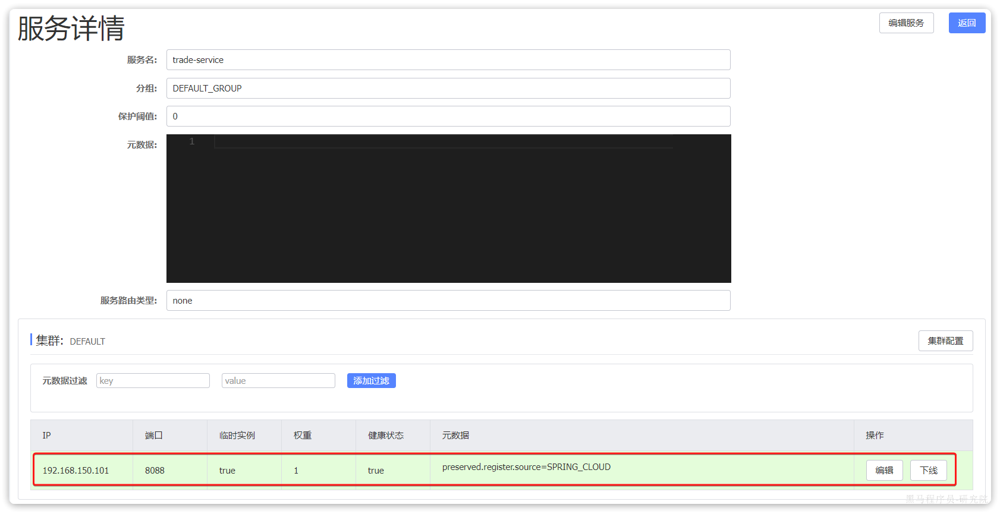 服务详情
编辑服务 返回
服务名: trade-service
分组: DEFAULT_GROUP
保护阈值: 0
元数据: 1
服务路由类型: none
集群: DEFAULT 集群配置
元数据过滤 key value 添加过滤
IP 端口 临时实例 权重 健康状态 元数据 操作
192.168.150.101 8088 true 1 true preserved.register.source=SPRING_CLOUD 编辑 下线
黑马程序员-研究院